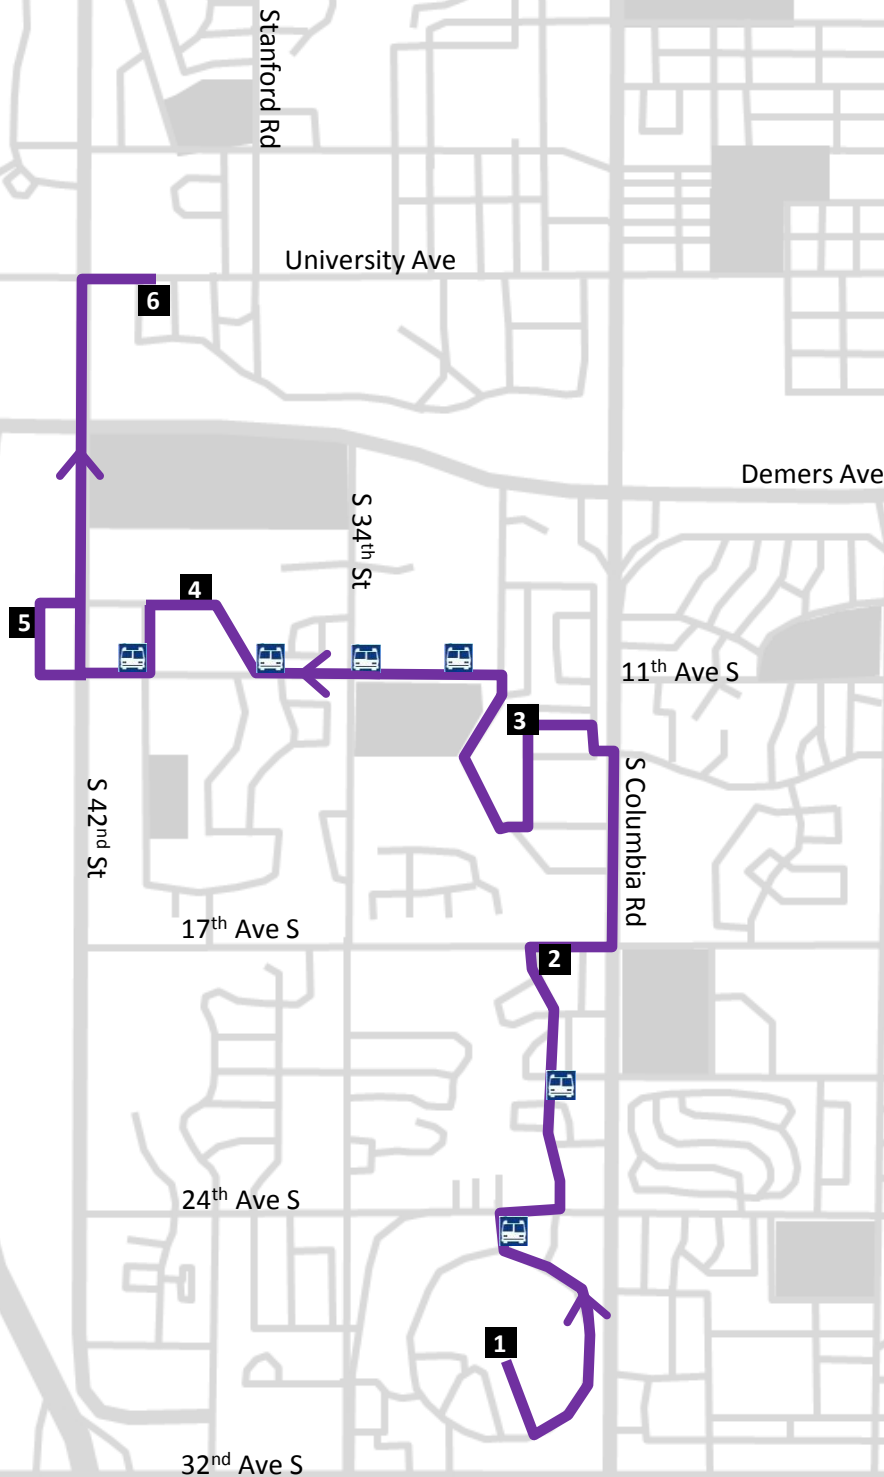 Stanford Rd
University Ave
6
Demers Ave
S 34th St
4
5
11th Ave S
3
S Columbia Rd
S 42nd St
17th Ave S
2
24th Ave S
1
32nd Ave S